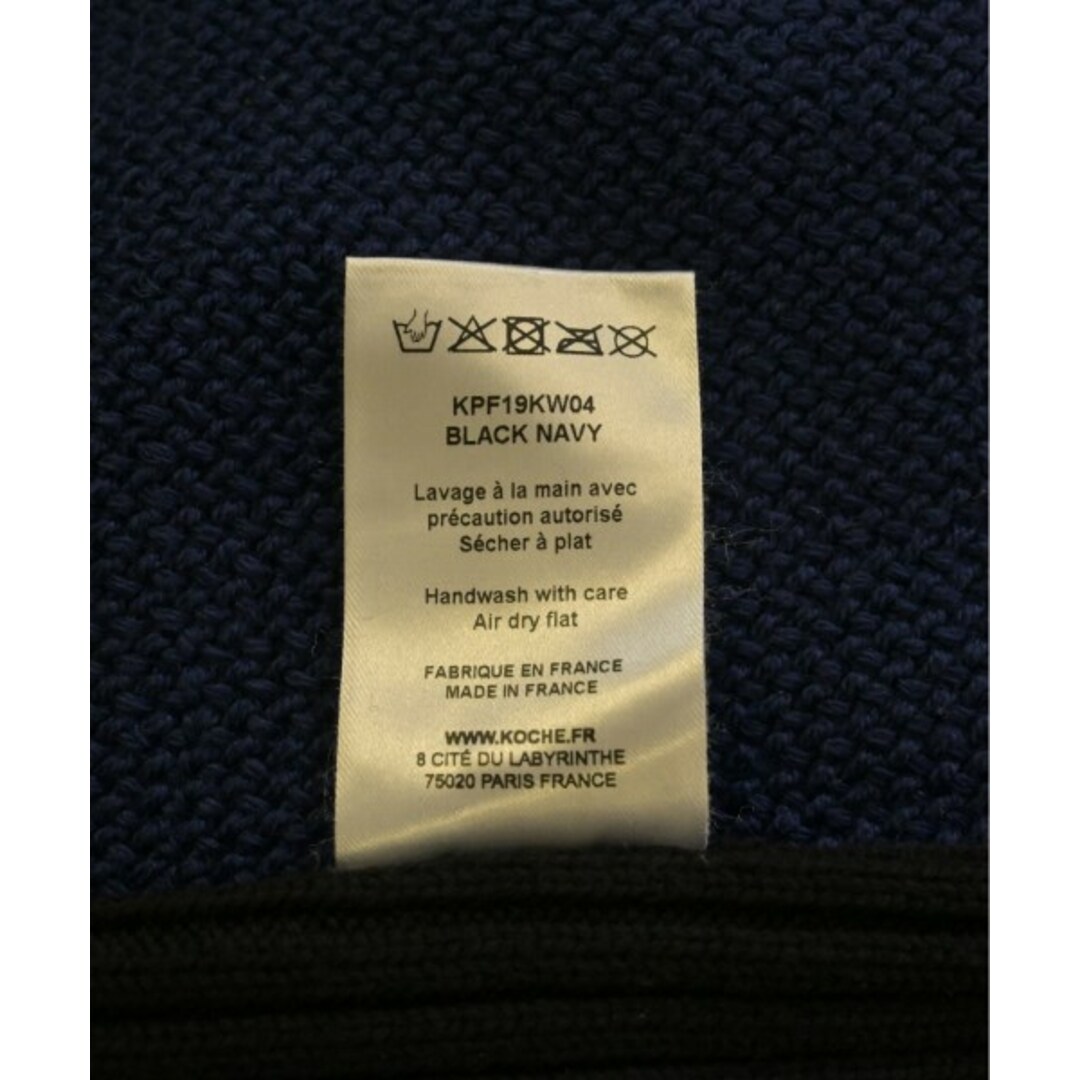 KPF19KW04
BLACK NAVY
Lavage à la main avec
précaution autorisé
Sécher à plat
Handwash with care
Air dry flat
FABRIQUE EN FRANCE
MADE IN FRANCE
WWW.KOCHE.FR
8 CITÉ DU LABYRINTHE
75020 PARIS FRANCE